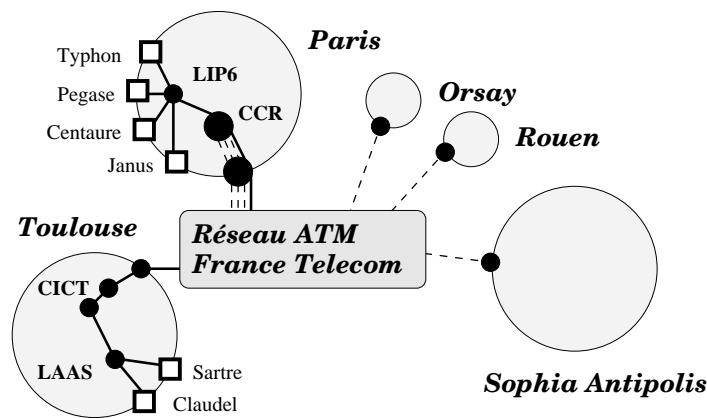 Paris
Typhon
LIP6
Pegase
Orsay
CCR
Centaure
Rouen
Janus
Toulouse
Réseau ATM
France Telecom
CICT
LAAS
Sartre
Sophia Antipolis
Claudel